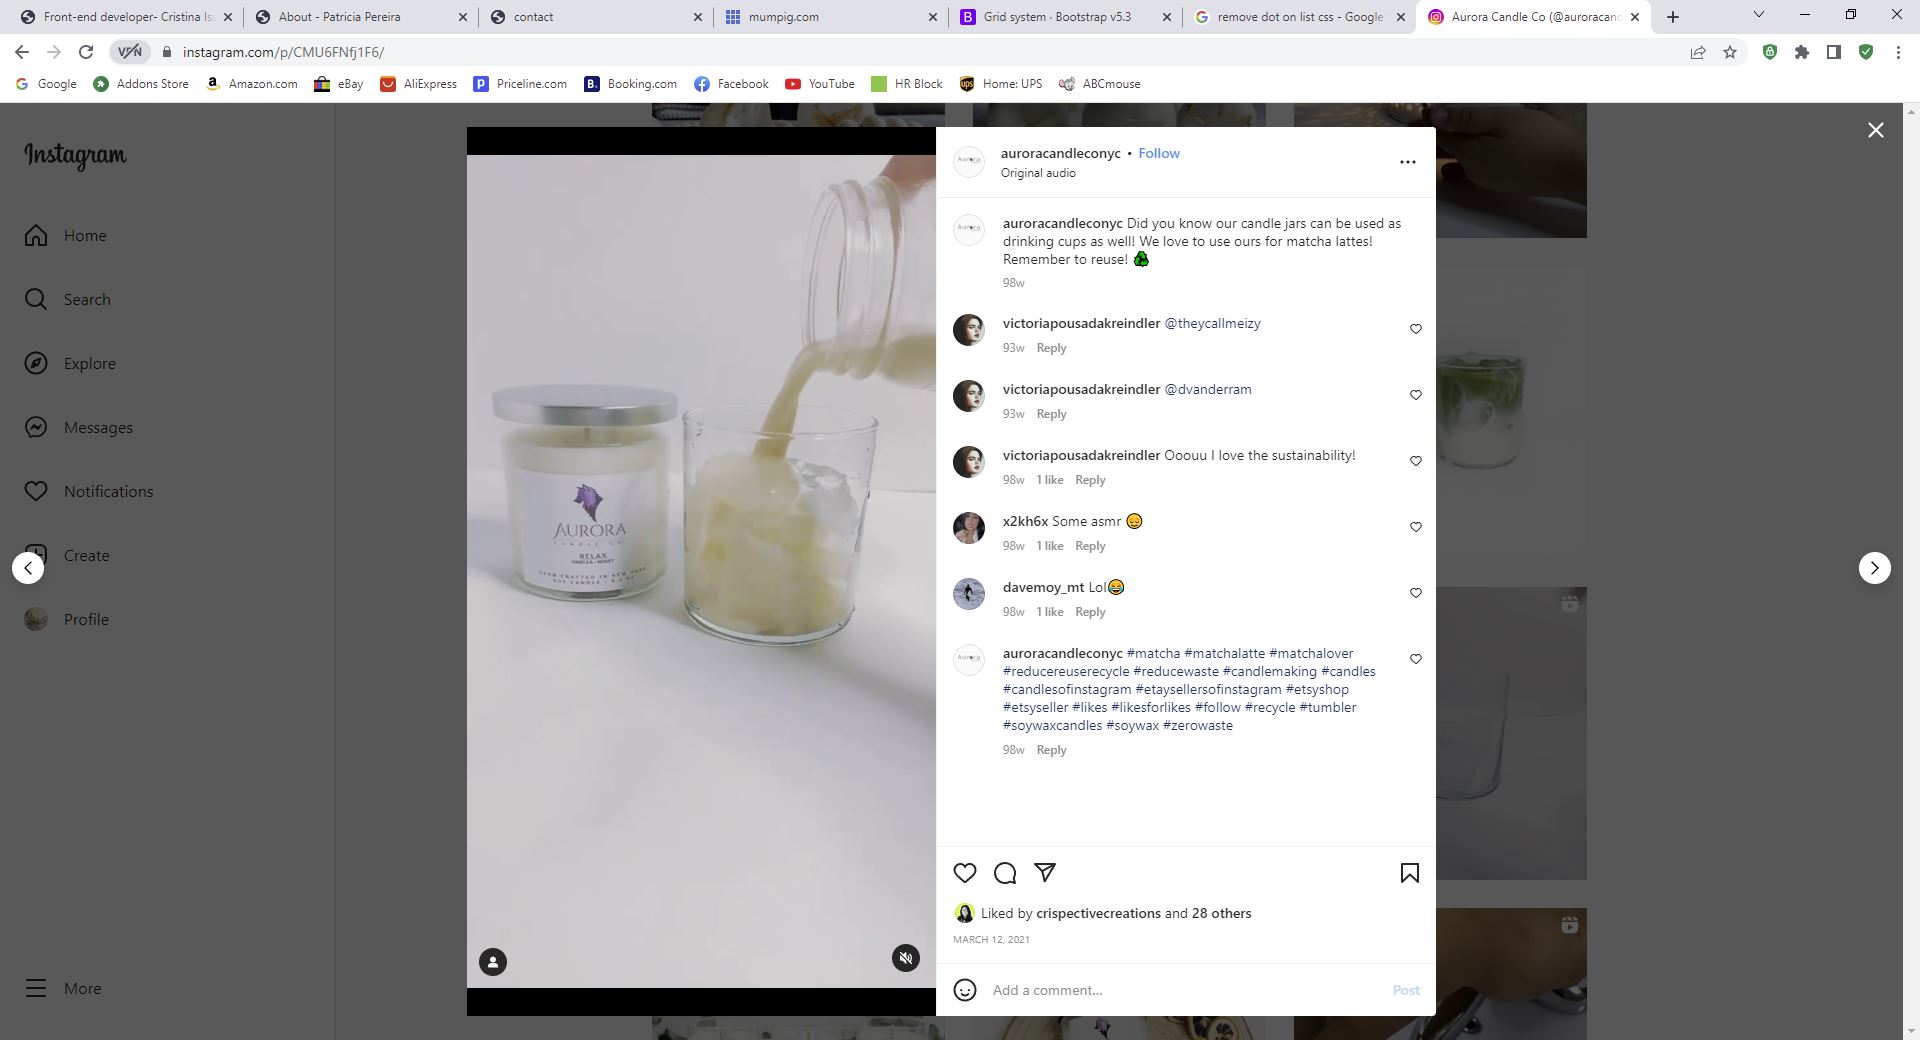 Front-end developer- Cristina Is
About - Patricia Pereira
contact
mumpig.com
Grid system · Bootstrap v5.3
remove dot on list css - Google
Aurora Candle Co (@auroracand
VPN
instagram.com/p/CMU6FNfj1F6/
Google
Addons Store
Amazon.com
eBay
AliExpress
Priceline.com
Booking.com
Facebook
YouTube
HR Block
Home: UPS
ABCmouse
Instagram
Home
Search
Explore
Messages
Notifications
Create
Profile
More
AURORA
CANDLE CO
RELAX
VANILLA · HONEY
HAND CRAFTED IN NEW YORK
auroracandleconyc • Follow
Original audio
auroracandleconyc Did you know our candle jars can be used as
drinking cups as well! We love to use ours for matcha lattes!
Remember to reuse! ♻
98w
victoriapousadakreindler @theycallmeizy
93w Reply
victoriapousadakreindler @dvanderram
93w Reply
victoriapousadakreindler Ooouu I love the sustainability!
98w 1 like Reply
x2kh6x Some asmr 😌
98w 1 like Reply
davemoy_mt Lol😂
98w 1 like Reply
auroracandleconyc #matcha #matchalatte #matchalover
#reducereuserecycle #reducewaste #candlemaking #candles
#candlesofinstagram #etaysellersofinstagram #etsyshop
#etsyseller #likes #likesforlikes #follow #recycle #tumbler
#soywaxcandles #soywax #zerowaste
98w Reply
Liked by crispectivecreations and 28 others
MARCH 12, 2021
Add a comment...
Post